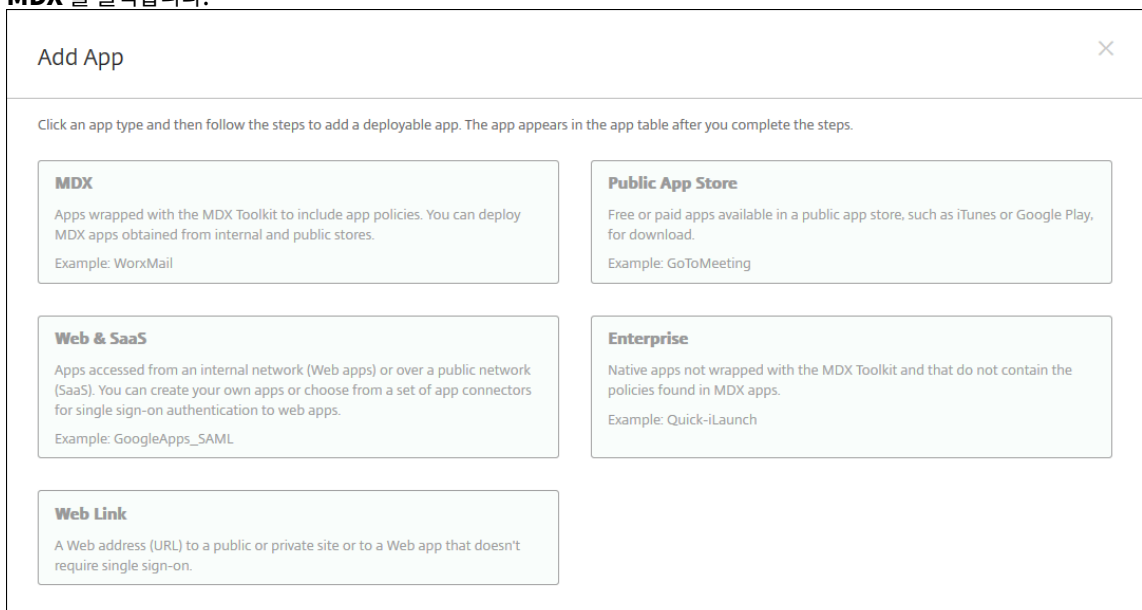 MDX 를 클릭합니다.
Add App
Click an app type and then follow the steps to add a deployable app. The app appears in the app table after you complete the steps.
MDX
Apps wrapped with the MDX Toolkit to include app policies. You can deploy
MDX apps obtained from internal and public stores.
Example: WorxMail
Public App Store
Free or paid apps available in a public app store, such as iTunes or Google Play,
for download.
Example: GoToMeeting
Web & SaaS
Apps accessed from an internal network (Web apps) or over a public network
(SaaS). You can create your own apps or choose from a set of app connectors
for single sign-on authentication to web apps.
Example: GoogleApps_SAML
Enterprise
Native apps not wrapped with the MDX Toolkit and that do not contain the
policies found in MDX apps.
Example: Quick-iLaunch
Web Link
A Web address (URL) to a public or private site or to a Web app that doesn't
require single sign-on.